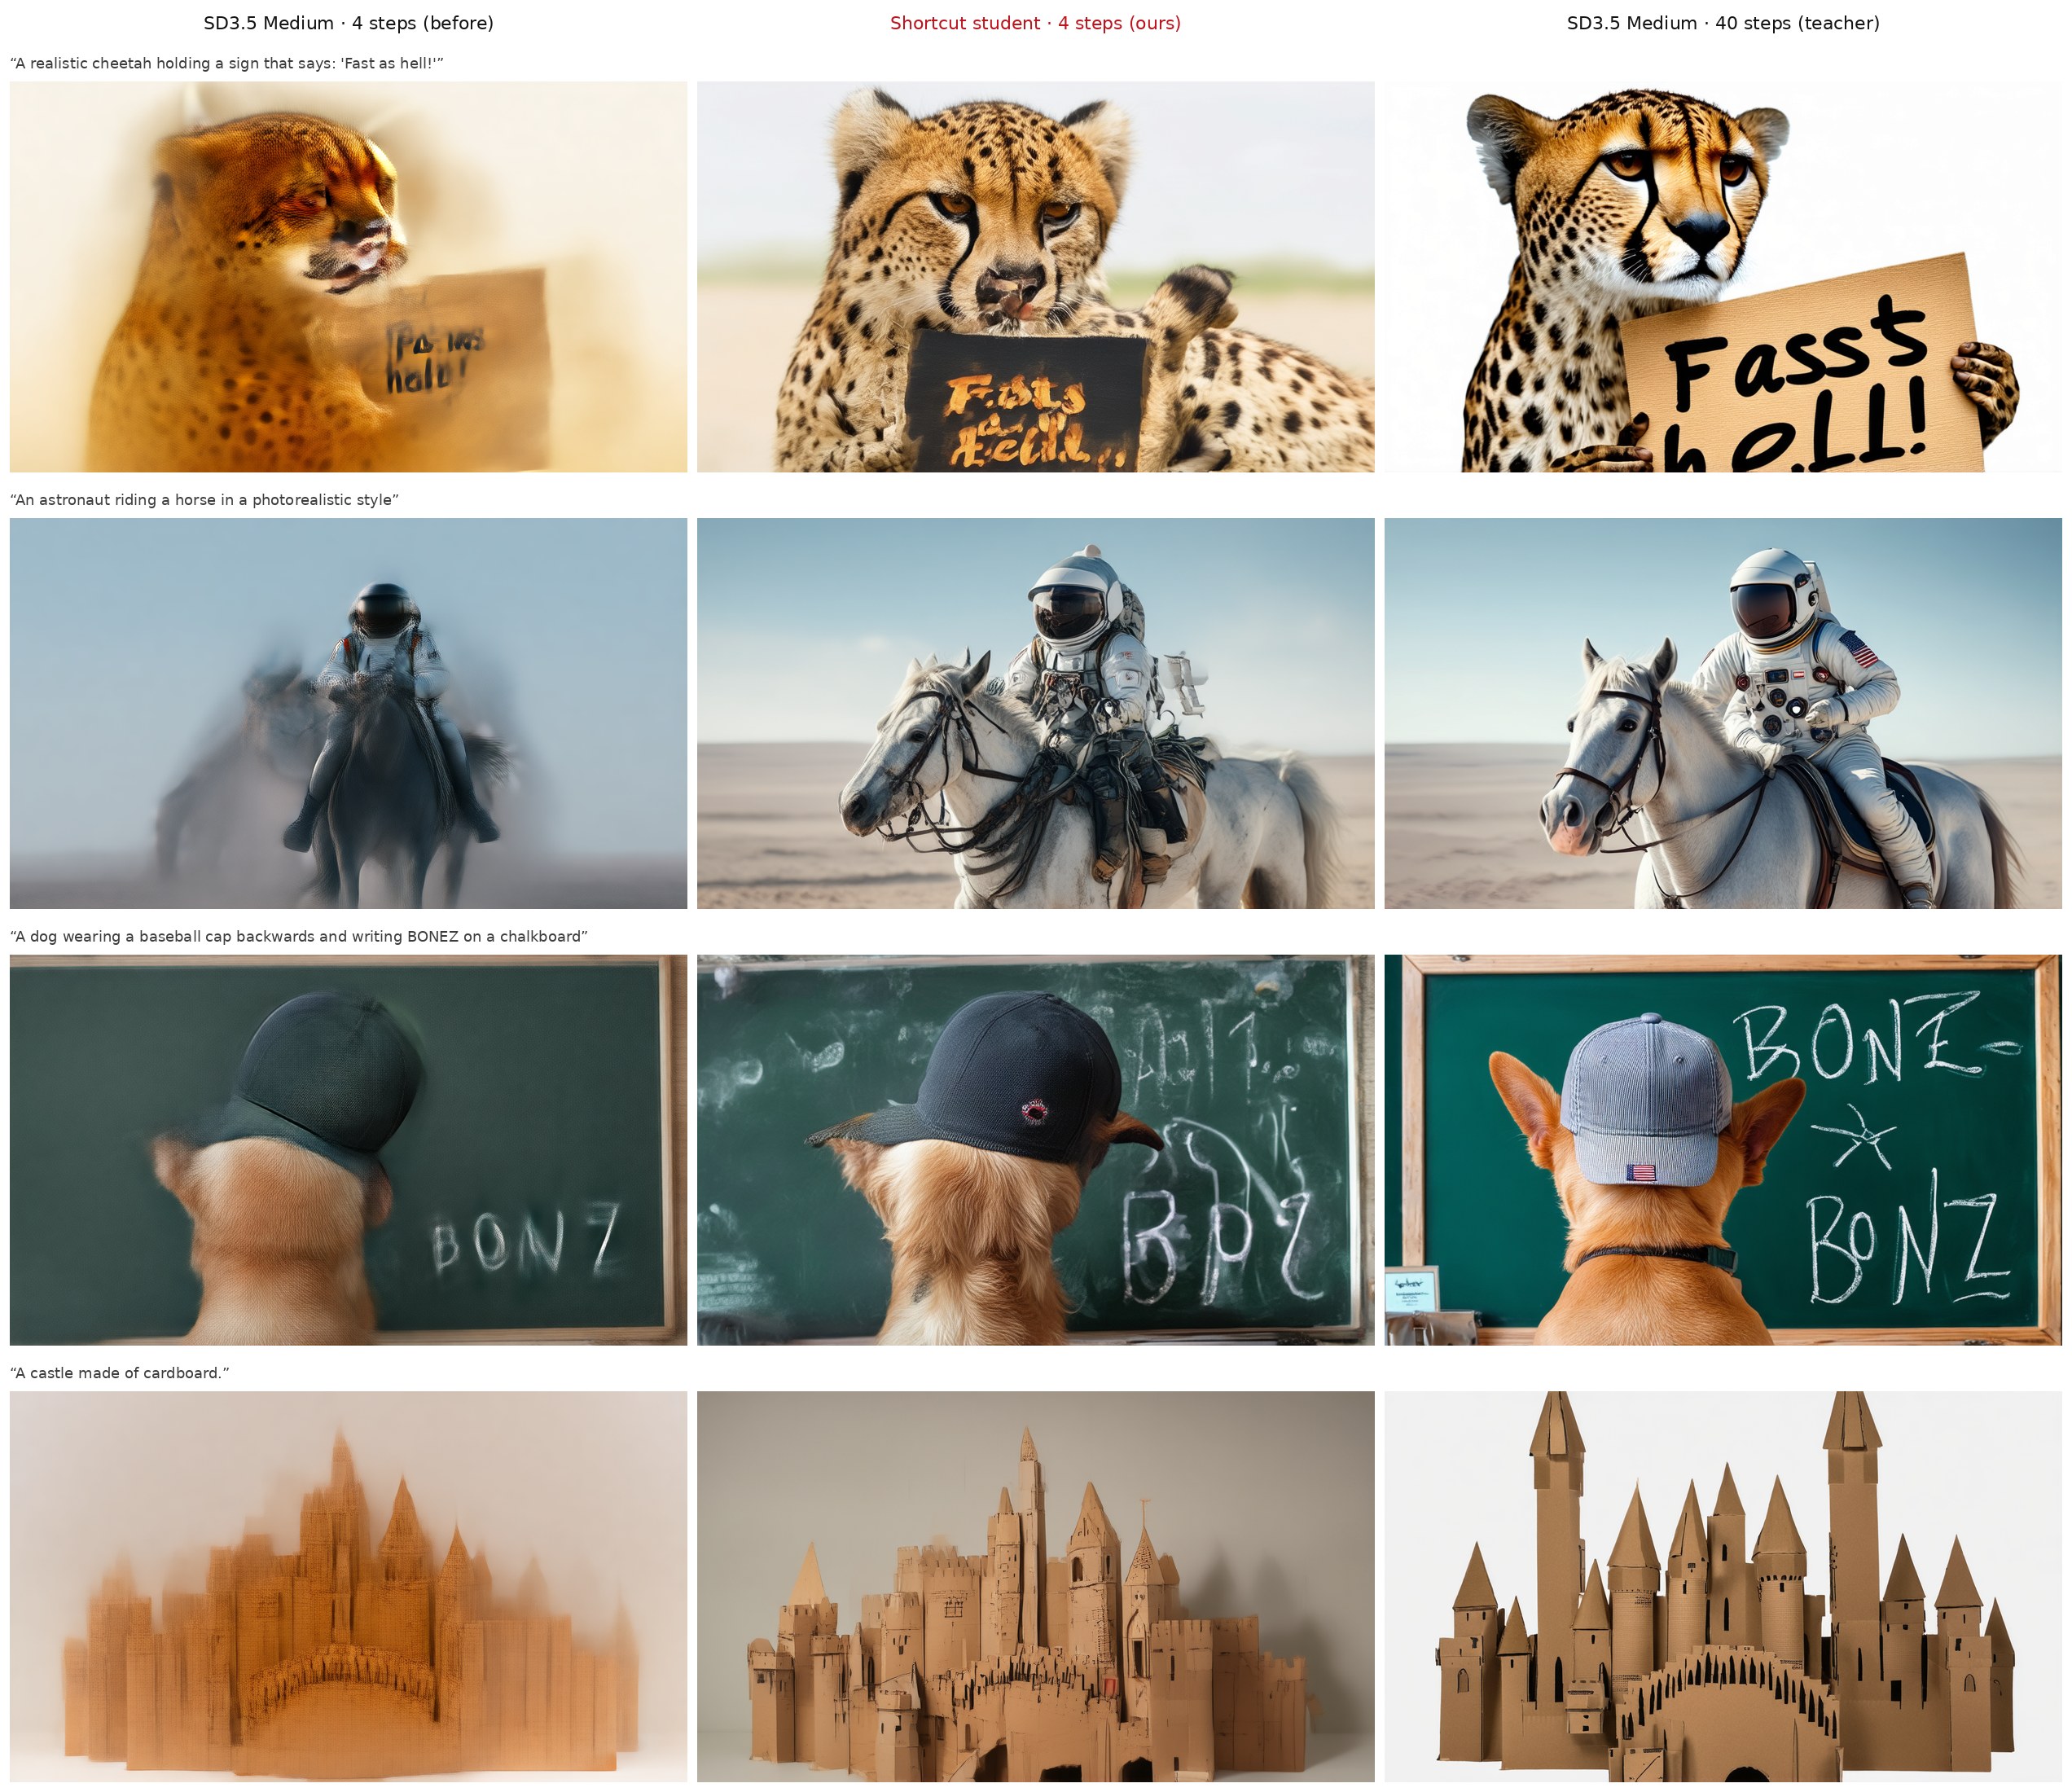 SD3.5 Medium · 4 steps (before)
Shortcut student · 4 steps (ours)
SD3.5 Medium · 40 steps (teacher)
“A realistic cheetah holding a sign that says: 'Fast as hell!'”
Fasst
hell!
“An astronaut riding a horse in a photorealistic style”
“A dog wearing a baseball cap backwards and writing BONEZ on a chalkboard”
BONZ
BONZ-
BONZ
“A castle made of cardboard.”